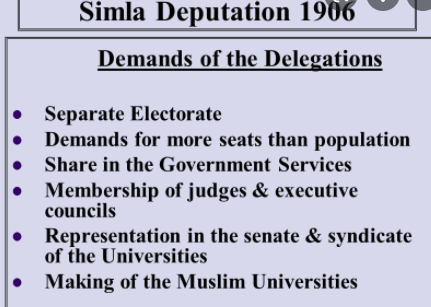 Simla Deputation 1906
Demands of the Delegations
• Separate Electorate
• Demands for more seats than population
• Share in the Government Services
• Membership of judges & executive
councils
• Representation in the senate & syndicate
of the Universities
• Making of the Muslim Universities